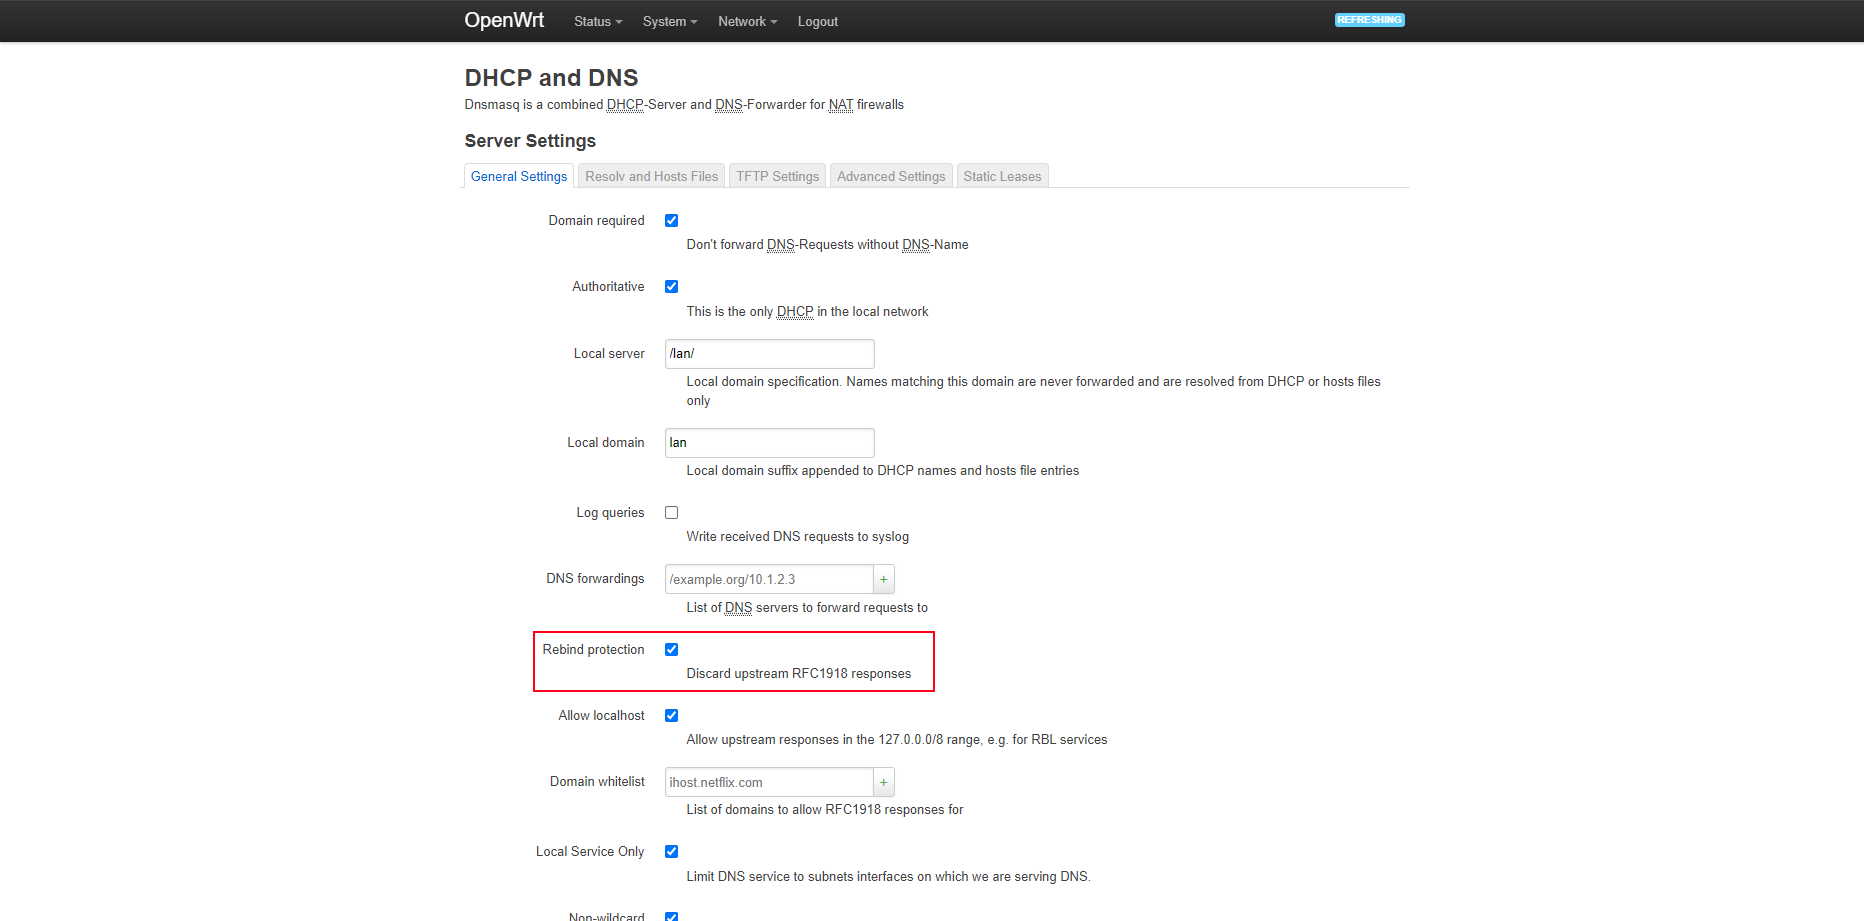 OpenWrt Status System Network Logout REFRESHING
DHCP and DNS
Dnsmasq is a combined DHCP-Server and DNS-Forwarder for NAT firewalls
Server Settings
General Settings Resolv and Hosts Files TFTP Settings Advanced Settings Static Leases
Domain required
Don't forward DNS-Requests without DNS-Name
Authoritative
This is the only DHCP in the local network
Local server /lan/
Local domain specification. Names matching this domain are never forwarded and are resolved from DHCP or hosts files
only
Local domain lan
Local domain suffix appended to DHCP names and hosts file entries
Log queries
Write received DNS requests to syslog
DNS forwardings /example.org/10.1.2.3 +
List of DNS servers to forward requests to
Rebind protection
Discard upstream RFC1918 responses
Allow localhost
Allow upstream responses in the 127.0.0.0/8 range, e.g. for RBL services
Domain whitelist ihost.netflix.com +
List of domains to allow RFC1918 responses for
Local Service Only
Limit DNS service to subnets interfaces on which we are serving DNS.
Non-wildcard